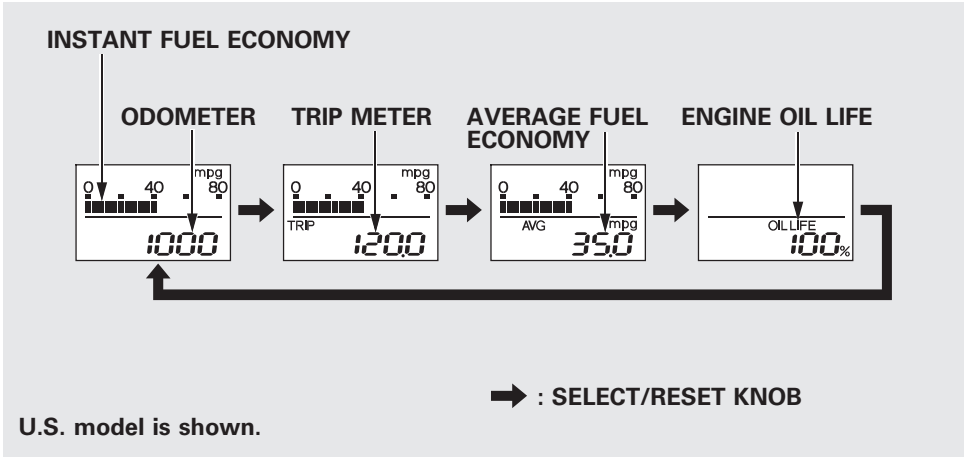 INSTANT FUEL ECONOMY
ODOMETER
TRIP METER
AVERAGE FUEL
ECONOMY
ENGINE OIL LIFE
mpg
0 40 80
1000
mpg
0 40 80
TRIP
120.0
mpg
0 40 80
AVG mpg
35.0
OIL LIFE
100%
: SELECT/RESET KNOB
U.S. model is shown.